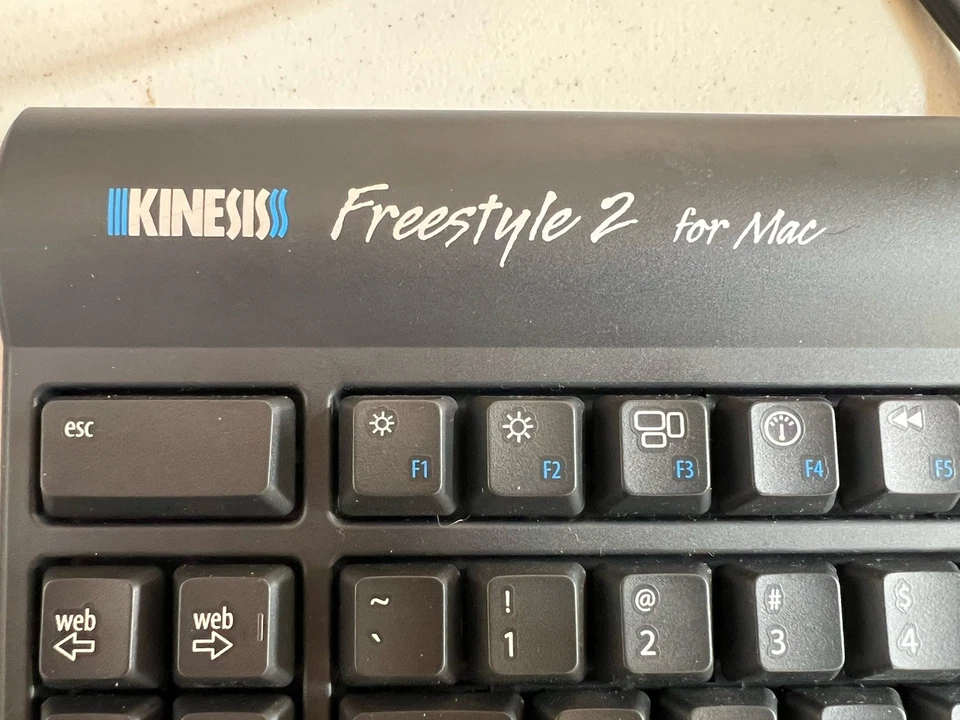 KINESIS Freestyle 2 for Mac
esc F1 F2 F3 F4 F5
web web ~ ! @ # $
` 1 2 3 4